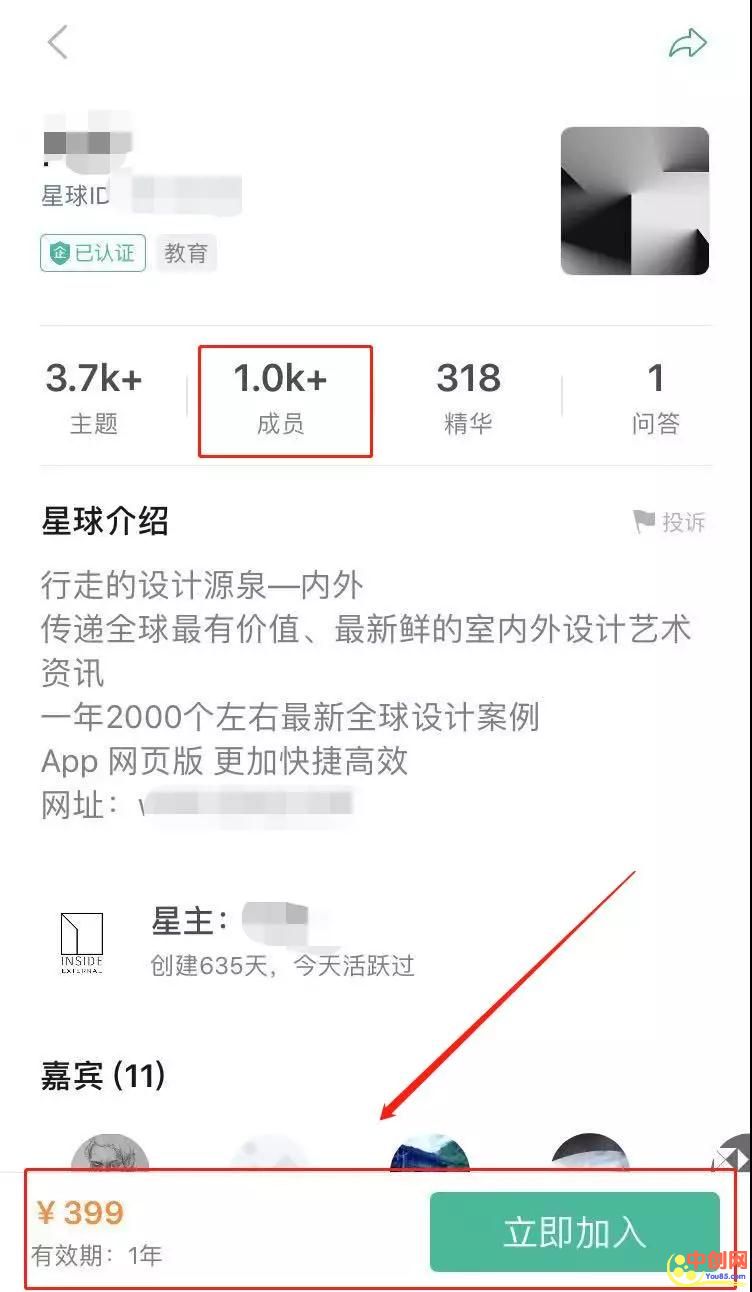 星球ID
已认证
教育
3.7k+
主题
1.0k+
成员
318
精华
1
问答
星球介绍
投诉
行走的设计源泉—内外
传递全球最有价值、最新鲜的室内外设计艺术
资讯
一年2000个左右最新全球设计案例
App 网页版 更加快捷高效
网址：
星主：
INSIDE
EXTERNAL
创建635天，今天活跃过
嘉宾 (11)
¥ 399
有效期：1年
立即加入
中创网
You85.com